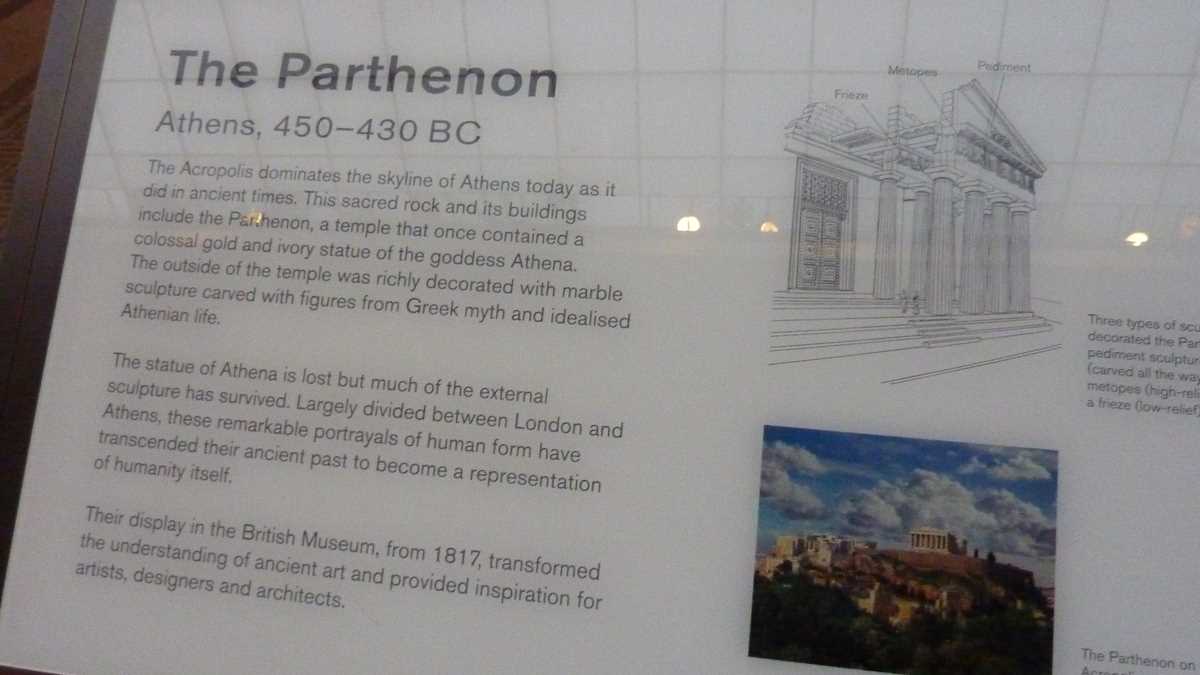 The Parthenon
Athens, 450–430 BC
The Acropolis dominates the skyline of Athens today as it
did in ancient times. This sacred rock and its buildings
include the Parthenon, a temple that once contained a
colossal gold and ivory statue of the goddess Athena.
The outside of the temple was richly decorated with marble
sculpture carved with figures from Greek myth and idealised
Athenian life.
The statue of Athena is lost but much of the external
sculpture has survived. Largely divided between London and
Athens, these remarkable portrayals of human form have
transcended their ancient past to become a representation
of humanity itself.
Their display in the British Museum, from 1817, transformed
the understanding of ancient art and provided inspiration for
artists, designers and architects.
Frieze
Metopes
Pediment
Three types of
decorated the
pediment
(carved all the way
metopes
a frieze (low-relief)
The Parthenon on